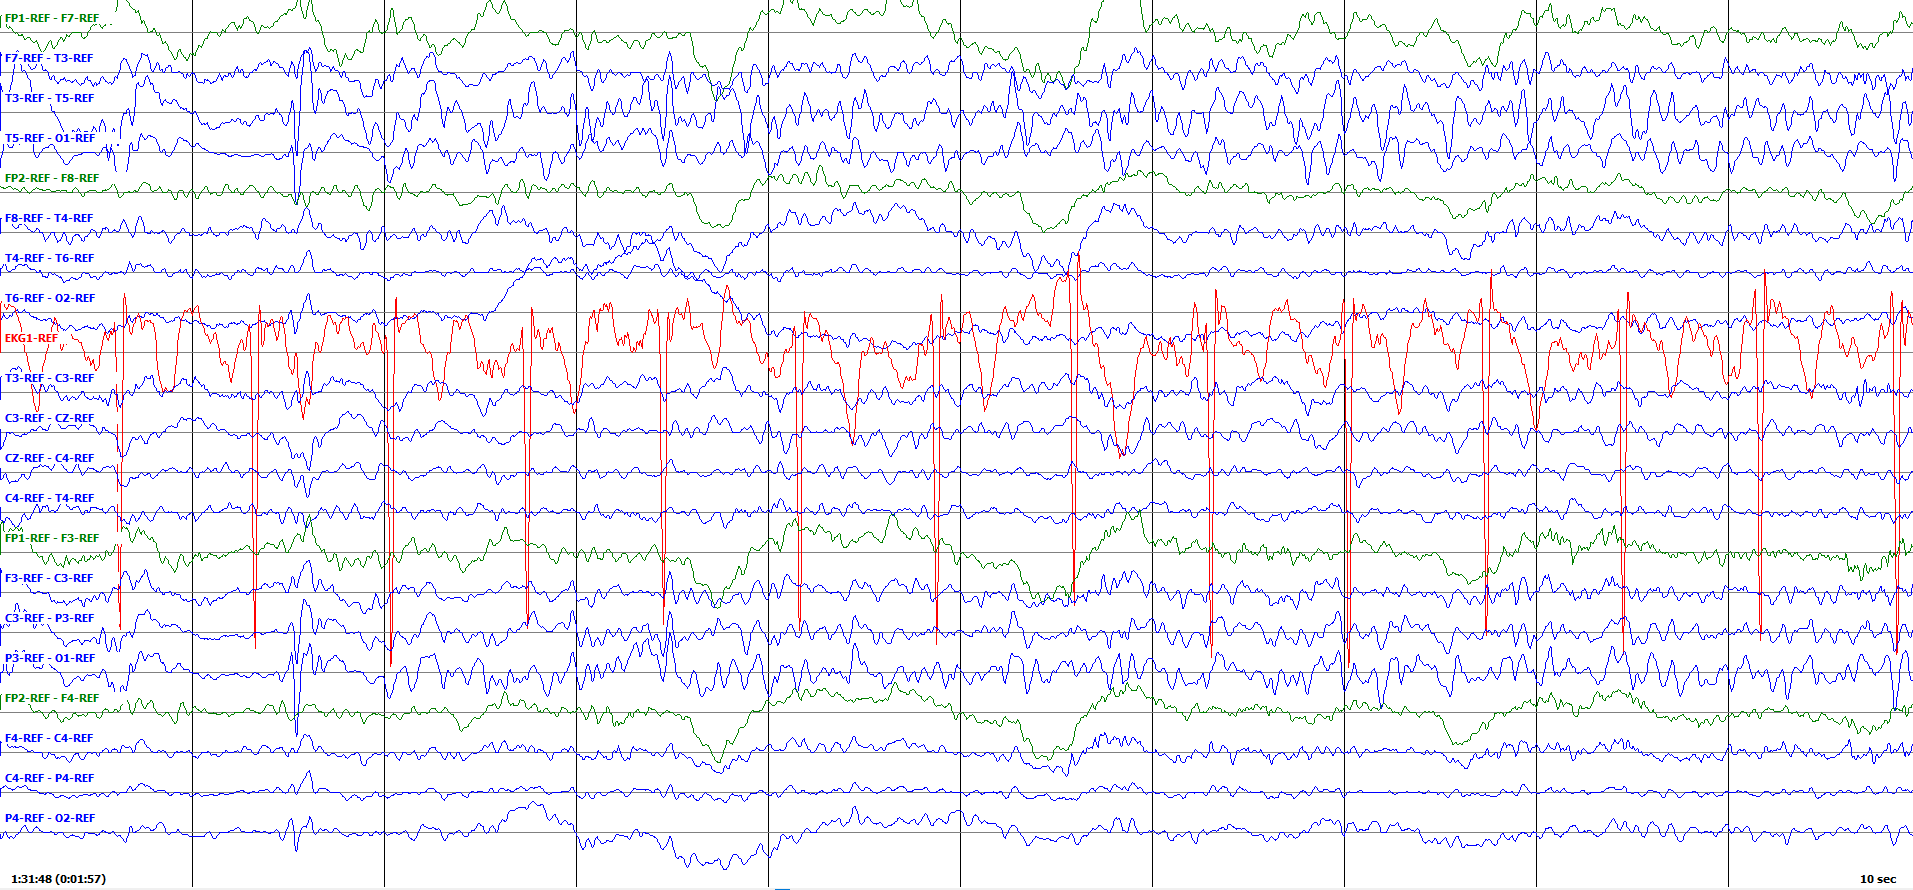 FP1-REF - F7-REF
F7-REF - T3-REF
T3-REF - T5-REF
T5-REF - O1-REF
FP2-REF - F8-REF
F8-REF - T4-REF
T4-REF - T6-REF
T6-REF - O2-REF
EKG1-REF
T3-REF - C3-REF
C3-REF - CZ-REF
CZ-REF - C4-REF
C4-REF - T4-REF
FP1-REF - F3-REF
F3-REF - C3-REF
C3-REF - P3-REF
P3-REF - O1-REF
FP2-REF - F4-REF
F4-REF - C4-REF
C4-REF - P4-REF
P4-REF - O2-REF
1:31:48 (0:01:57)
10 sec